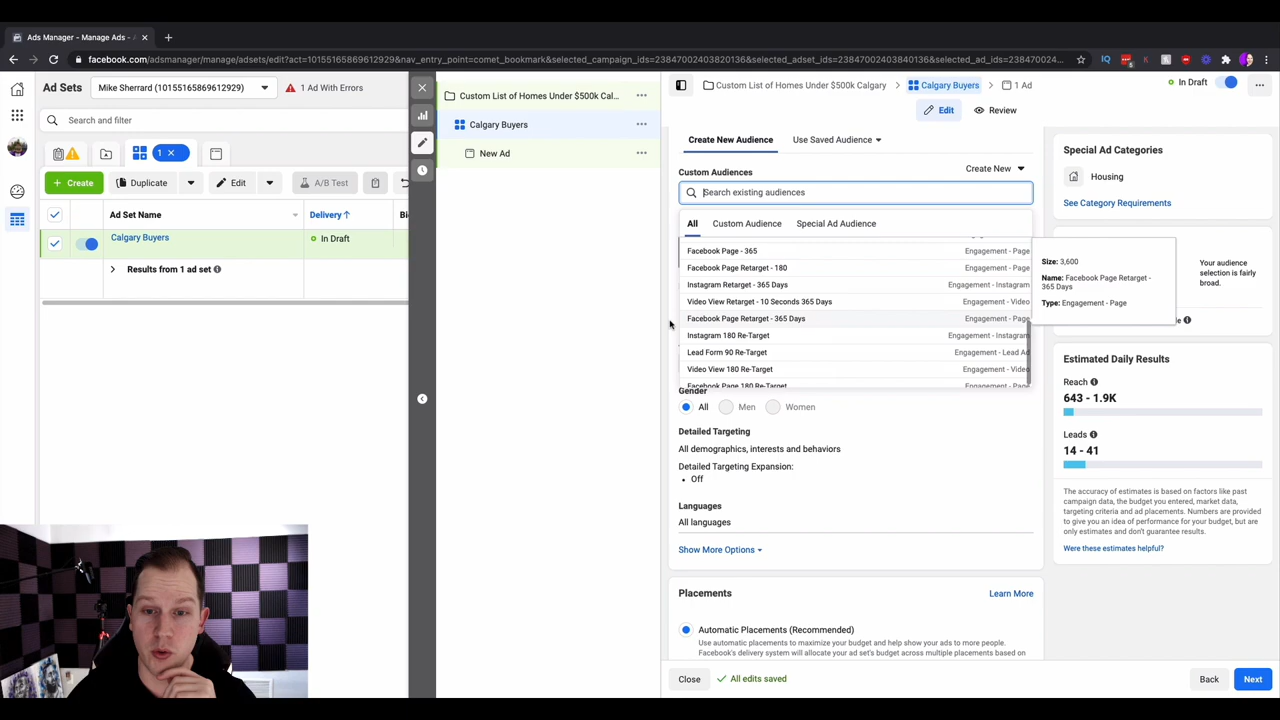 Ads Manager - Manage Ads - A
facebook.com/adsmanager/manage/adsets/edit?act=10155165869612929&nav_entry_point=comet_bookmark&selected_campaign_ids=23847002403820136&selected_adset_ids=23847002403840136&selected_ad_ids=238470024...
Ad Sets
Mike Sherrard (10155165869612929)
1 Ad With Errors
Search and filter
1
Create
Duplicate
Edit
A/B Test
Ad Set Name
Delivery
Calgary Buyers
In Draft
Results from 1 ad set
Custom List of Homes Under $500k Cal...
Calgary Buyers
New Ad
Custom List of Homes Under $500k Calgary
Calgary Buyers
1 Ad
In Draft
Edit
Review
Create New Audience
Use Saved Audience
Custom Audiences
Create New
Search existing audiences
All
Custom Audience
Special Ad Audience
Facebook Page - 365
Engagement - Page
Facebook Page Retarget - 180
Engagement - Page
Instagram Retarget - 365 Days
Engagement - Instagram
Video View Retarget - 10 Seconds 365 Days
Engagement - Video
Facebook Page Retarget - 365 Days
Engagement - Page
Instagram 180 Re-Target
Engagement - Instagram
Lead Form 90 Re-Target
Engagement - Lead Ad
Video View 180 Re-Target
Engagement - Video
Facebook Page 180 Re-Target
Engagement - Page
Size: 3,600
Name: Facebook Page Retarget -
365 Days
Type: Engagement - Page
Gender
All
Men
Women
Detailed Targeting
All demographics, interests and behaviors
Detailed Targeting Expansion:
Off
Languages
All languages
Show More Options
Placements
Learn More
Automatic Placements (Recommended)
Use automatic placements to maximize your budget and help show your ads to more people.
Facebook's delivery system will allocate your ad set's budget across multiple placements based on
Close
All edits saved
Back
Next
Special Ad Categories
Housing
See Category Requirements
Your audience
selection is fairly
broad.
Estimated Daily Results
Reach
643 - 1.9K
Leads
14 - 41
The accuracy of estimates is based on factors like past
campaign data, the budget you entered, market data,
targeting criteria and ad placements. Numbers are provided
to give you an idea of performance for your budget, but are
only estimates and don't guarantee results.
Were these estimates helpful?